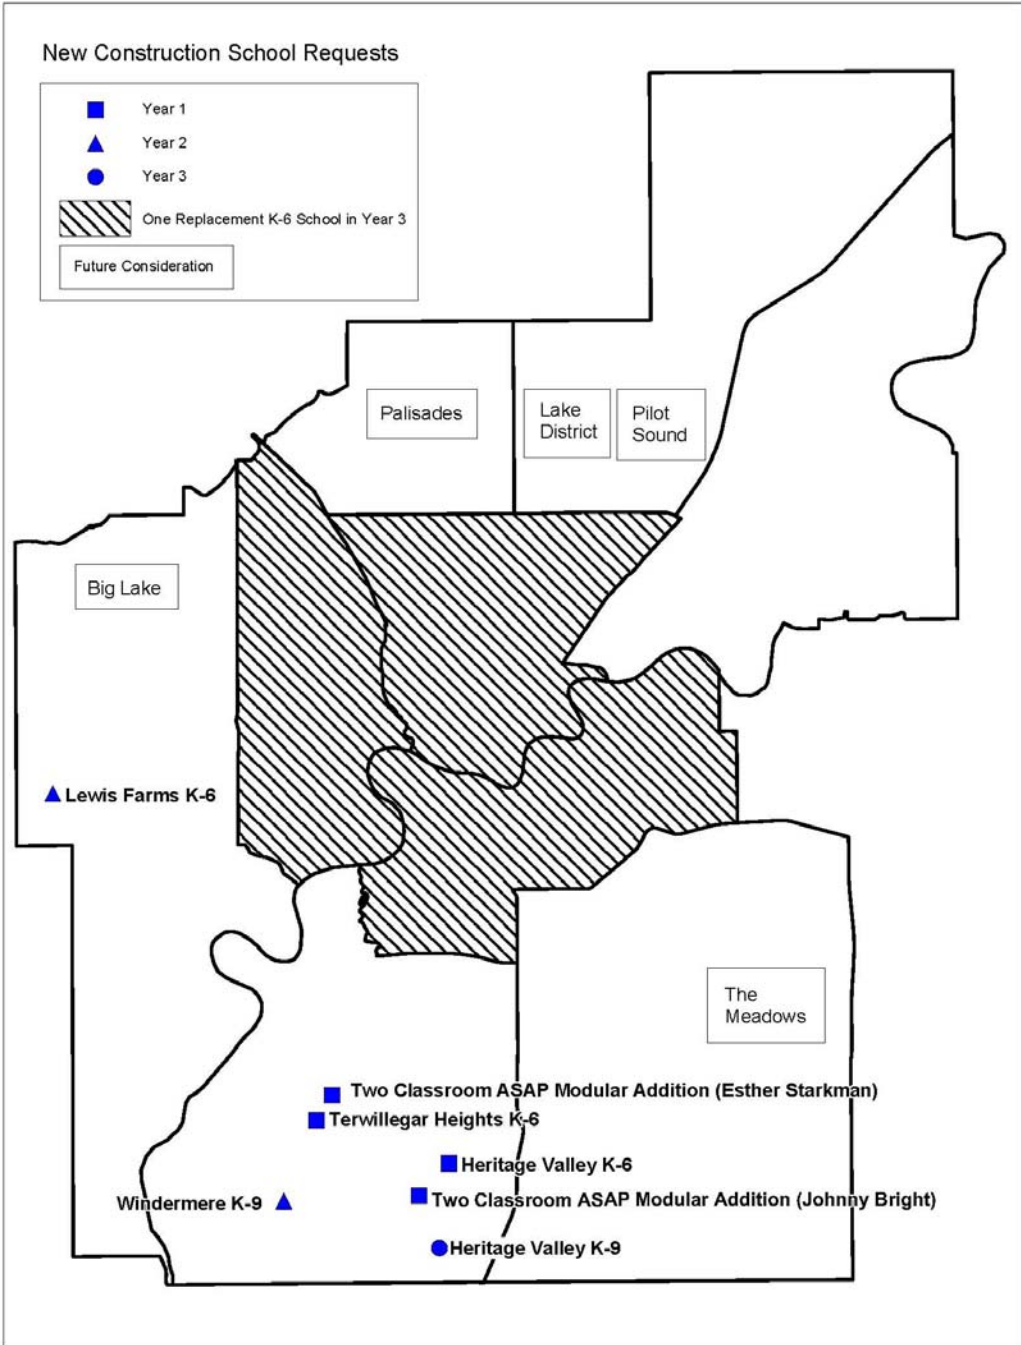 New Construction School Requests
Year 1
Year 2
Year 3
One Replacement K-6 School in Year 3
Future Consideration
Palisades
Lake
District
Pilot
Sound
Big Lake
Lewis Farms K-6
The
Meadows
Two Classroom ASAP Modular Addition (Esther Starkman)
Terwillegar Heights K-6
Heritage Valley K-6
Windermere K-9
Two Classroom ASAP Modular Addition (Johnny Bright)
Heritage Valley K-9